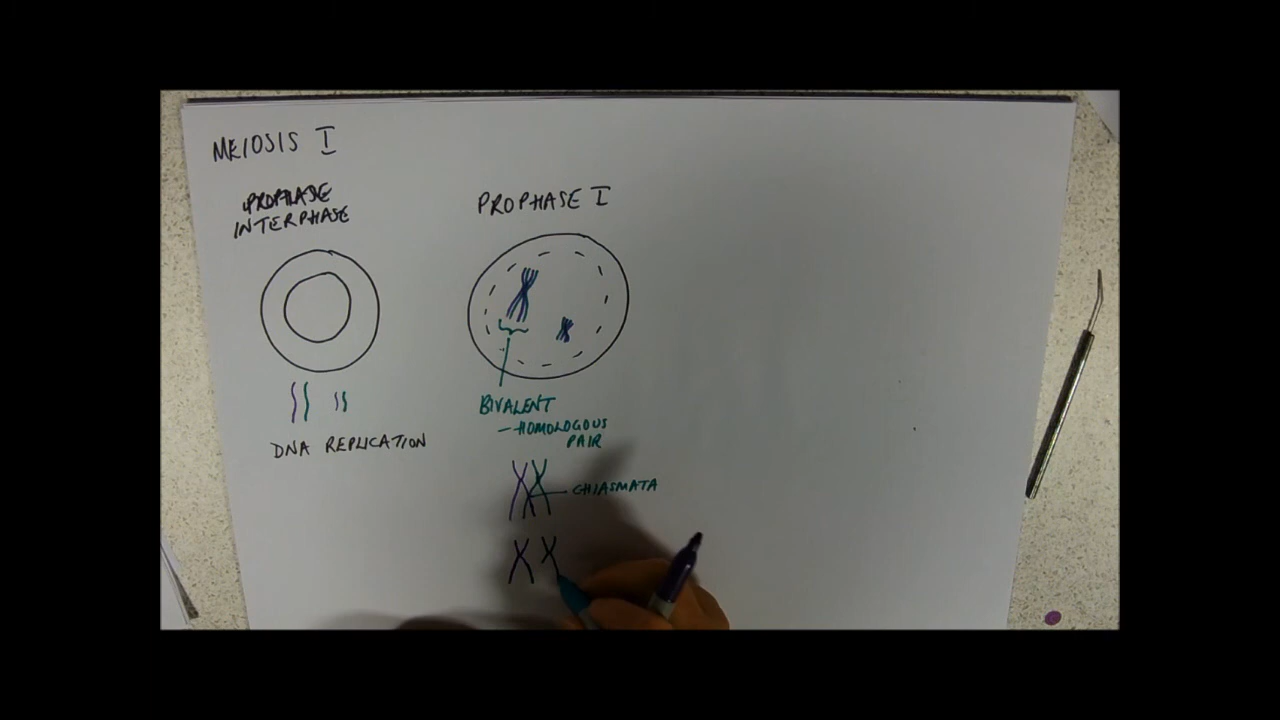 MEIOSIS I
PROPHASE
INTERPHASE
DNA REPLICATION
PROPHASE I
BIVALENT
- HOMOLOGOUS
PAIR
CHIASMATA